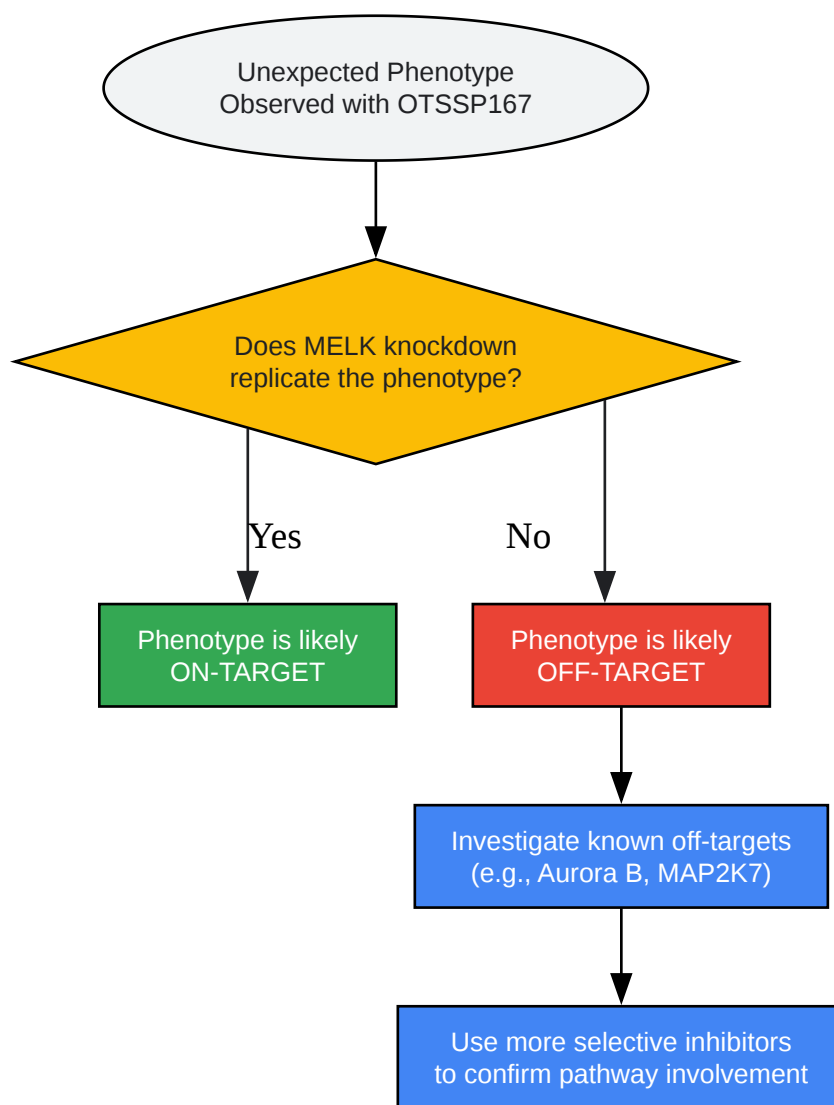 Unexpected Phenotype
Observed with OTSSP167
Does MELK knockdown
replicate the phenotype?
Yes
No
Phenotype is likely
ON-TARGET
Phenotype is likely
OFF-TARGET
Investigate known off-targets
(e.g., Aurora B, MAP2K7)
Use more selective inhibitors
to confirm pathway involvement